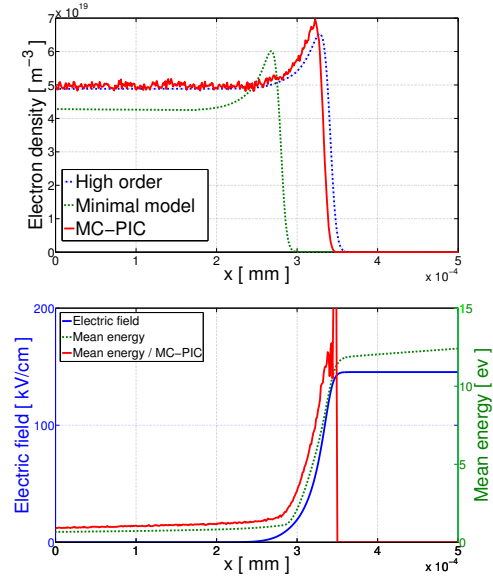 x 10^19
7
6
5
4
3
2
1
0
Electron density [ m^-3 ]
High order
Minimal model
MC-PIC
0 1 2 3 4 5
x [ mm ]
x 10^-4
200
100
0
Electric field [ kV/cm ]
Electric field
Mean energy
Mean energy / MC-PIC
15
10
5
0
Mean energy [ ev ]
0 1 2 3 4 5
x [ mm ]
x 10^-4